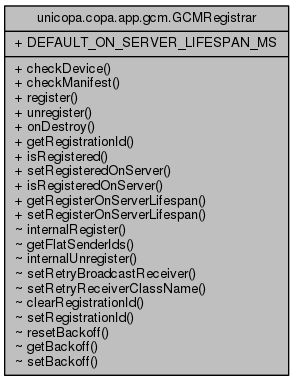 unicopa.copa.app.gcm.GCMRegistrar
+ DEFAULT_ON_SERVER_LIFESPAN_MS
+ checkDevice()
+ checkManifest()
+ register()
+ unregister()
+ onDestroy()
+ getRegistrationId()
+ isRegistered()
+ setRegisteredOnServer()
+ isRegisteredOnServer()
+ getRegisterOnServerLifespan()
+ setRegisterOnServerLifespan()
~ internalRegister()
~ getFlatSenderIds()
~ internalUnregister()
~ setRetryBroadcastReceiver()
~ setRetryReceiverClassName()
~ clearRegistrationId()
~ setRegistrationId()
~ resetBackoff()
~ getBackoff()
~ setBackoff()